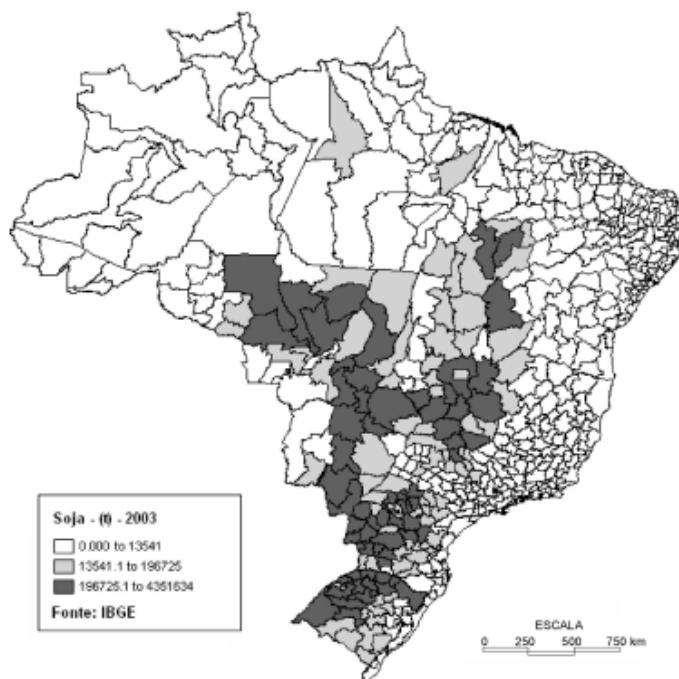 Soja - (t) - 2003
0.000 to 13541
13541.1 to 196725
196725.1 to 4351634
Fonte: IBGE
ESCALA
0 250 500 750 km